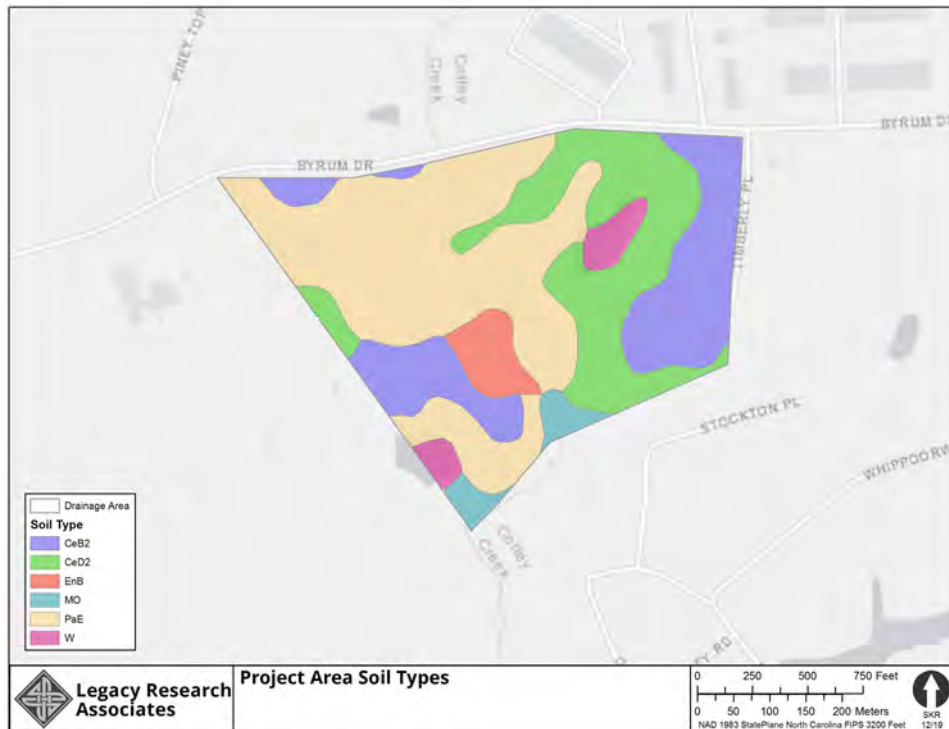 PINEY TOP
Coffey
Creek
BYRUM DR
BYRUM DR
TIMBERLY PL
STOCKTON PL
WHIPPOORW
Coffey
Creek
Drainage Area
Soil Type
CeB2
CeD2
EnB
MO
PaE
W
Legacy Research
Associates
Project Area Soil Types
0 250 500 750 Feet
0 50 100 150 200 Meters
NAD 1983 StatePlane North Carolina FIPS 3200 Feet
SKR
12/19